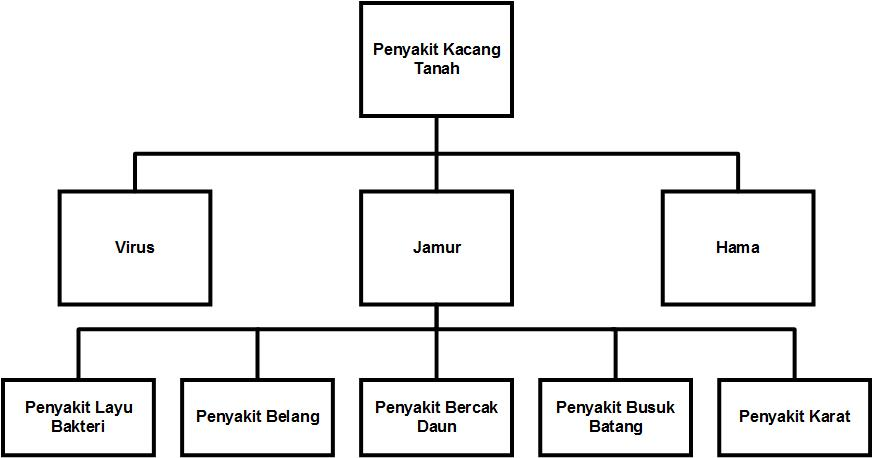 Penyakit Kacang
Tanah
Virus
Jamur
Hama
Penyakit Layu
Bakteri
Penyakit Belang
Penyakit Bercak
Daun
Penyakit Busuk
Batang
Penyakit Karat